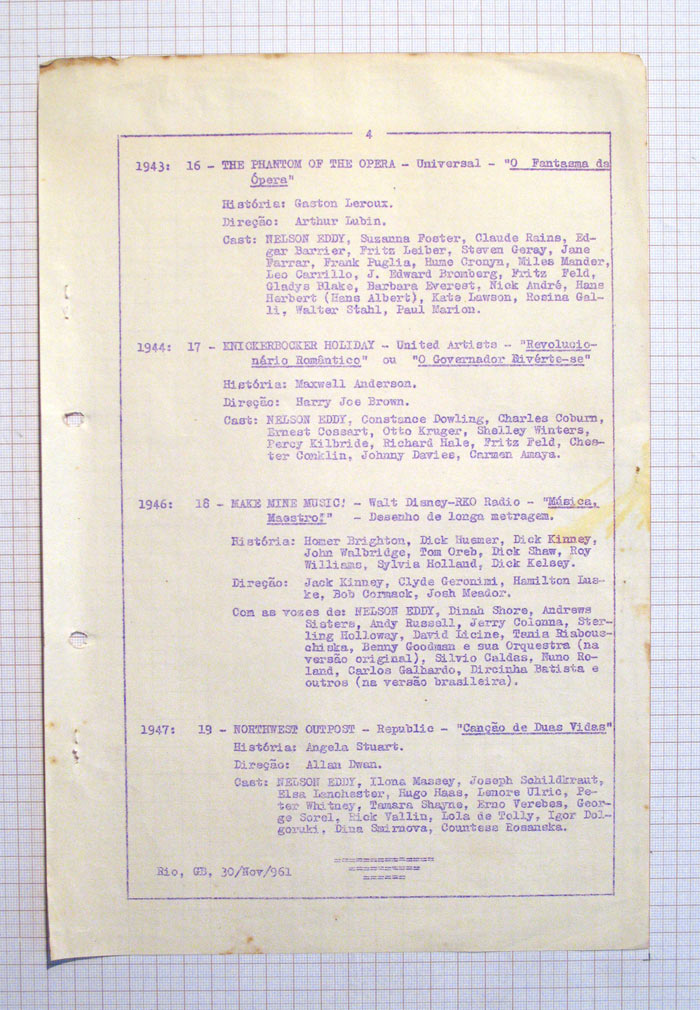 4
1943: 16 - THE PHANTOM OF THE OPERA - Universal - "O Fantasma da
Ópera"
História: Gaston Leroux.
Direção: Arthur Lubin.
Cast: NELSON EDDY, Suzanna Foster, Claude Rains, Ed-
gar Barrier, Fritz Leiber, Steven Geray, Jane
Farrar, Frank Puglia, Hume Cronyn, Miles Mander,
Leo Carrillo, J. Edward Bromberg, Fritz Feld,
Gladys Blake, Barbara Everest, Nick André, Hans
Herbert (Hans Albert), Kate Lawson, Rosina Gal-
li, Walter Stahl, Paul Marion.
1944: 17 - KNICKERBOCKER HOLIDAY - United Artists - "Revolucio-
nário Romântico" ou "O Governador Divérte-se"
História: Maxwell Anderson.
Direção: Harry Joe Brown.
Cast: NELSON EDDY, Constance Dowling, Charles Coburn,
Ernest Cossart, Otto Kruger, Shelley Winters,
Percy Kilbride, Richard Hale, Fritz Feld, Ches-
ter Conklin, Johnny Davies, Carmen Amaya.
1946: 18 - MAKE MINE MUSIC! - Walt Disney-RKO Radio - "Música,
Maestro!" - Desenho de longa metragem.
História: Homer Brighton, Dick Huemer, Dick Kinney,
John Walbridge, Tom Oreb, Dick Shaw, Roy
Williams, Sylvia Holland, Dick Kelsey.
Direção: Jack Kinney, Clyde Geronimi, Hamilton Lus-
ke, Bob Cormack, Josh Meador.
Com as vozes de: NELSON EDDY, Dinah Shore, Andrews
Sisters, Andy Russell, Jerry Colonna, Ster-
ling Holloway, David Licine, Tania Riabous-
chiska, Benny Goodman e sua Orquestra (na
versão original), Silvio Caldas, Nuno Ro-
land, Carlos Galhardo, Dircinha Batista e
outros (na versão brasileira).
1947: 19 - NORTHWEST OUTPOST - Republic - "Canção de Duas Vidas"
História: Angela Stuart.
Direção: Allan Dwan.
Cast: NELSON EDDY, Ilona Massey, Joseph Schildkraut,
Elsa Lanchester, Hugo Haas, Lenore Ulric, Pe-
ter Whitney, Tamara Shayne, Erno Verebes, Geor-
ge Sorel, Rick Vallin, Lola de Tolly, Igor Dol-
goruki, Dina Smirnova, Countess Rosanska.
Rio, GB, 30/Nov/961